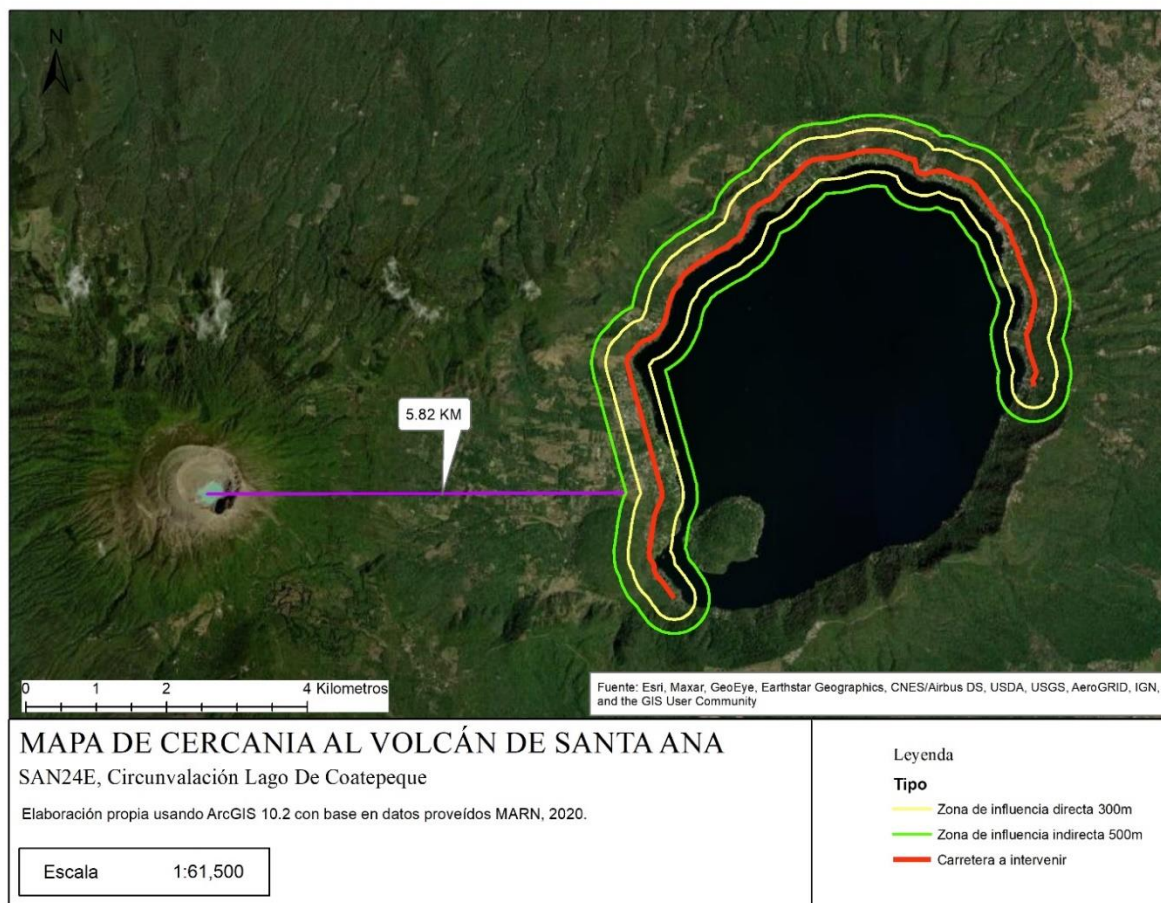 N
5.82 KM
0 1 2 4 Kilometros
Fuente: Esri, Maxar, GeoEye, Earthstar Geographics, CNES/Airbus DS, USDA, USGS, AeroGRID, IGN,
and the GIS User Community
MAPA DE CERCANIA AL VOLCÁN DE SANTA ANA
SAN24E, Circunvalación Lago De Coatepeque
Elaboración propia usando ArcGIS 10.2 con base en datos proveídos MARN, 2020.
Escala 1:61,500
Leyenda
Tipo
Zona de influencia directa 300m
Zona de influencia indirecta 500m
Carretera a intervenir